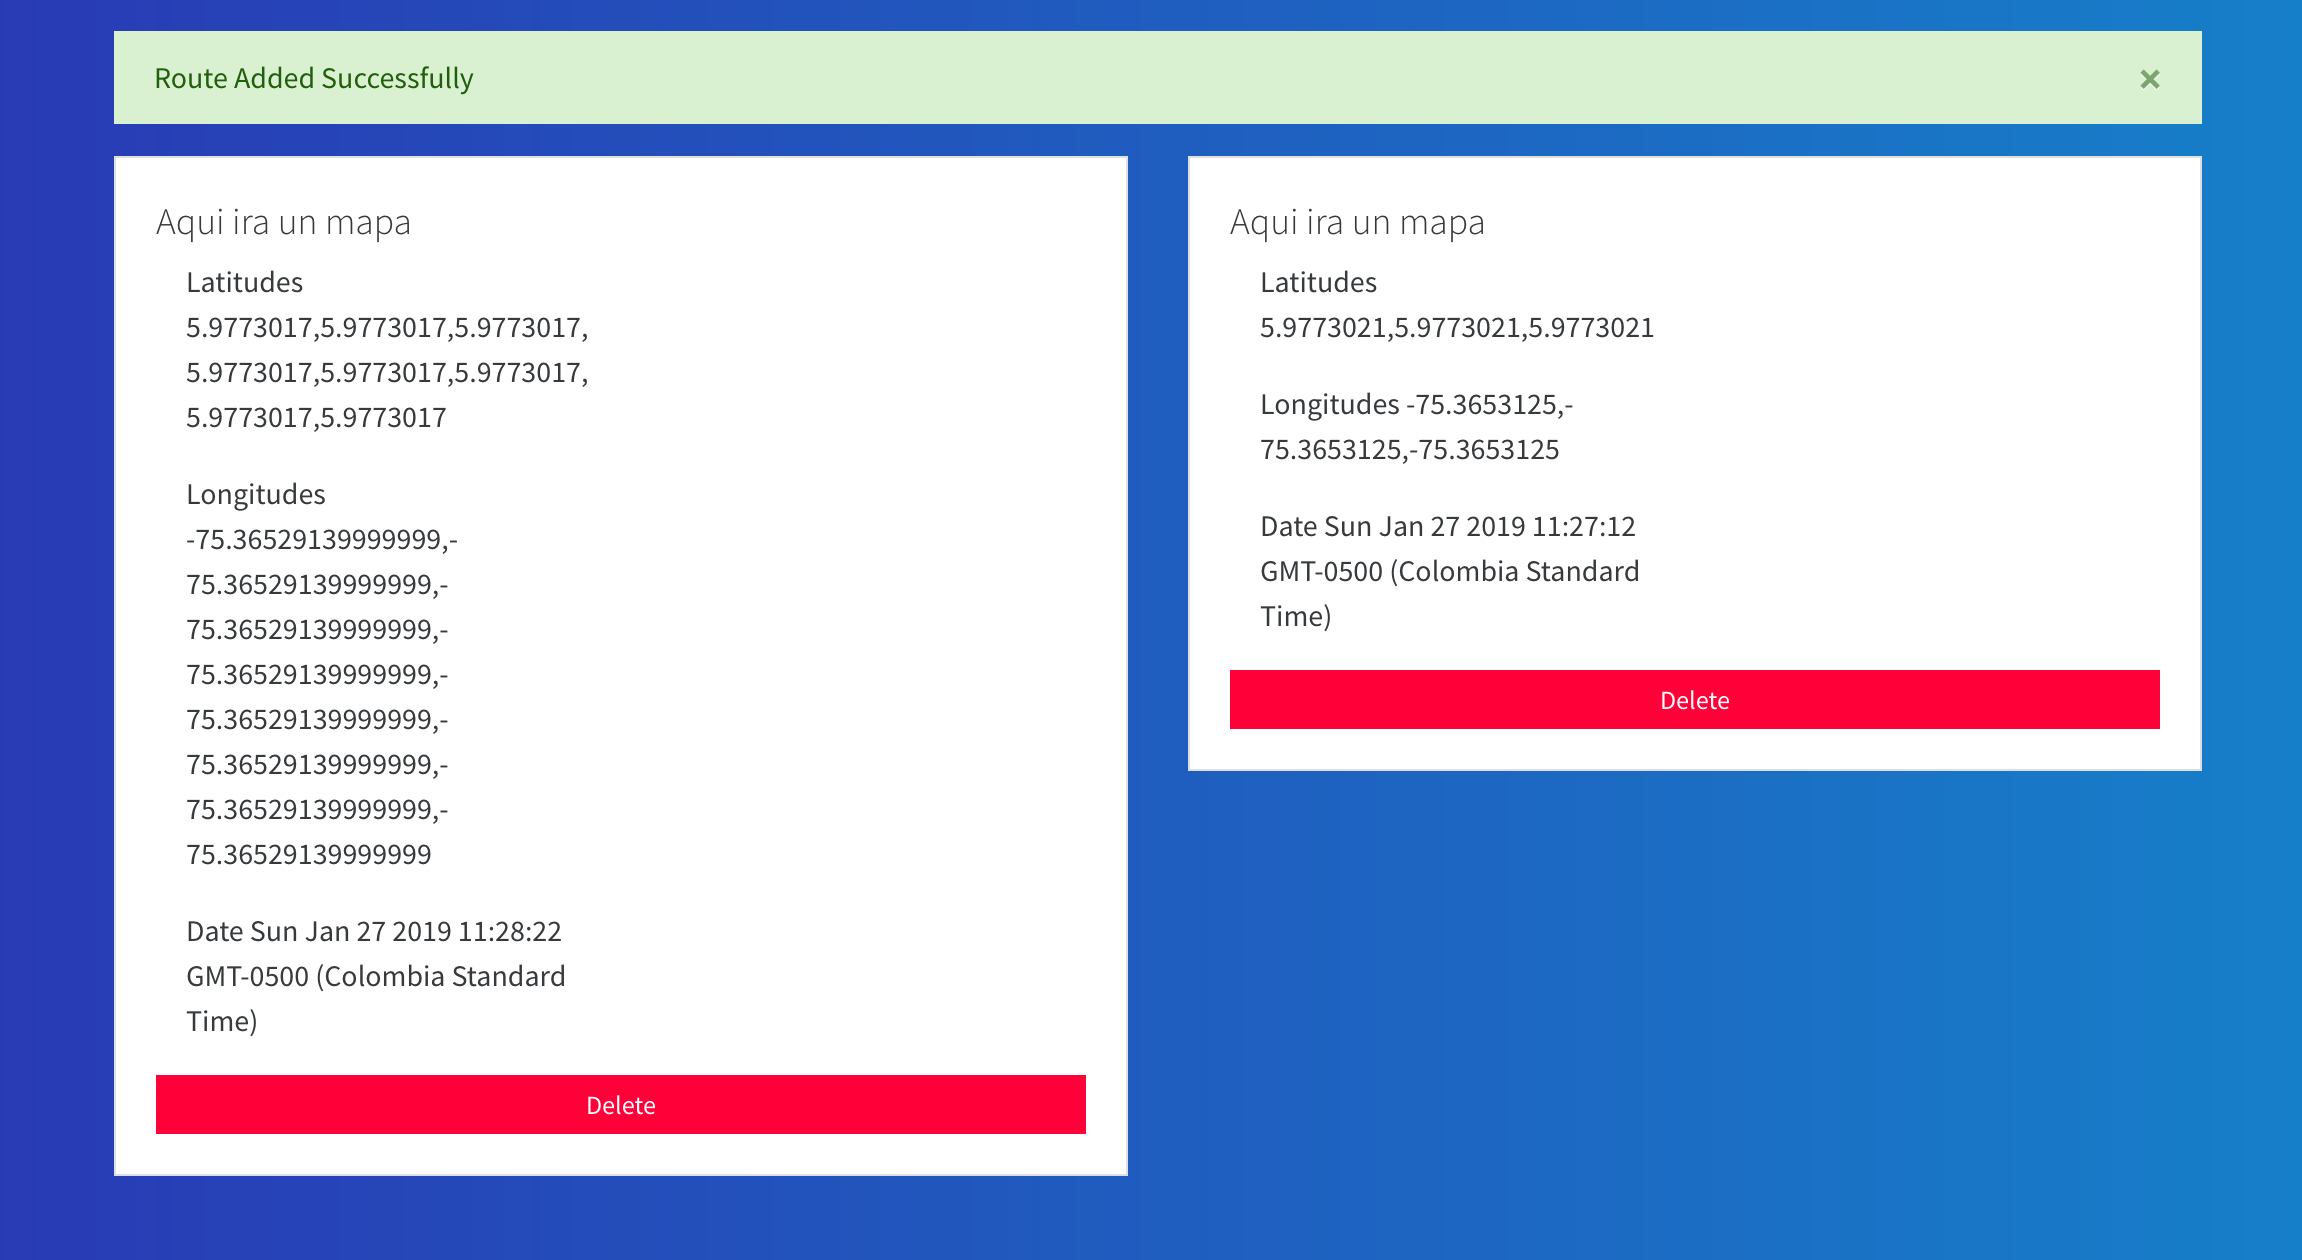 Route Added Successfully
×
Aqui ira un mapa
Latitudes
5.9773017,5.9773017,5.9773017,
5.9773017,5.9773017,5.9773017,
5.9773017,5.9773017
Longitudes
-75.36529139999999,-
75.36529139999999,-
75.36529139999999,-
75.36529139999999,-
75.36529139999999,-
75.36529139999999,-
75.36529139999999,-
75.36529139999999
Date Sun Jan 27 2019 11:28:22
GMT-0500 (Colombia Standard
Time)
Delete
Aqui ira un mapa
Latitudes
5.9773021,5.9773021,5.9773021
Longitudes -75.3653125,-
75.3653125,-75.3653125
Date Sun Jan 27 2019 11:27:12
GMT-0500 (Colombia Standard
Time)
Delete